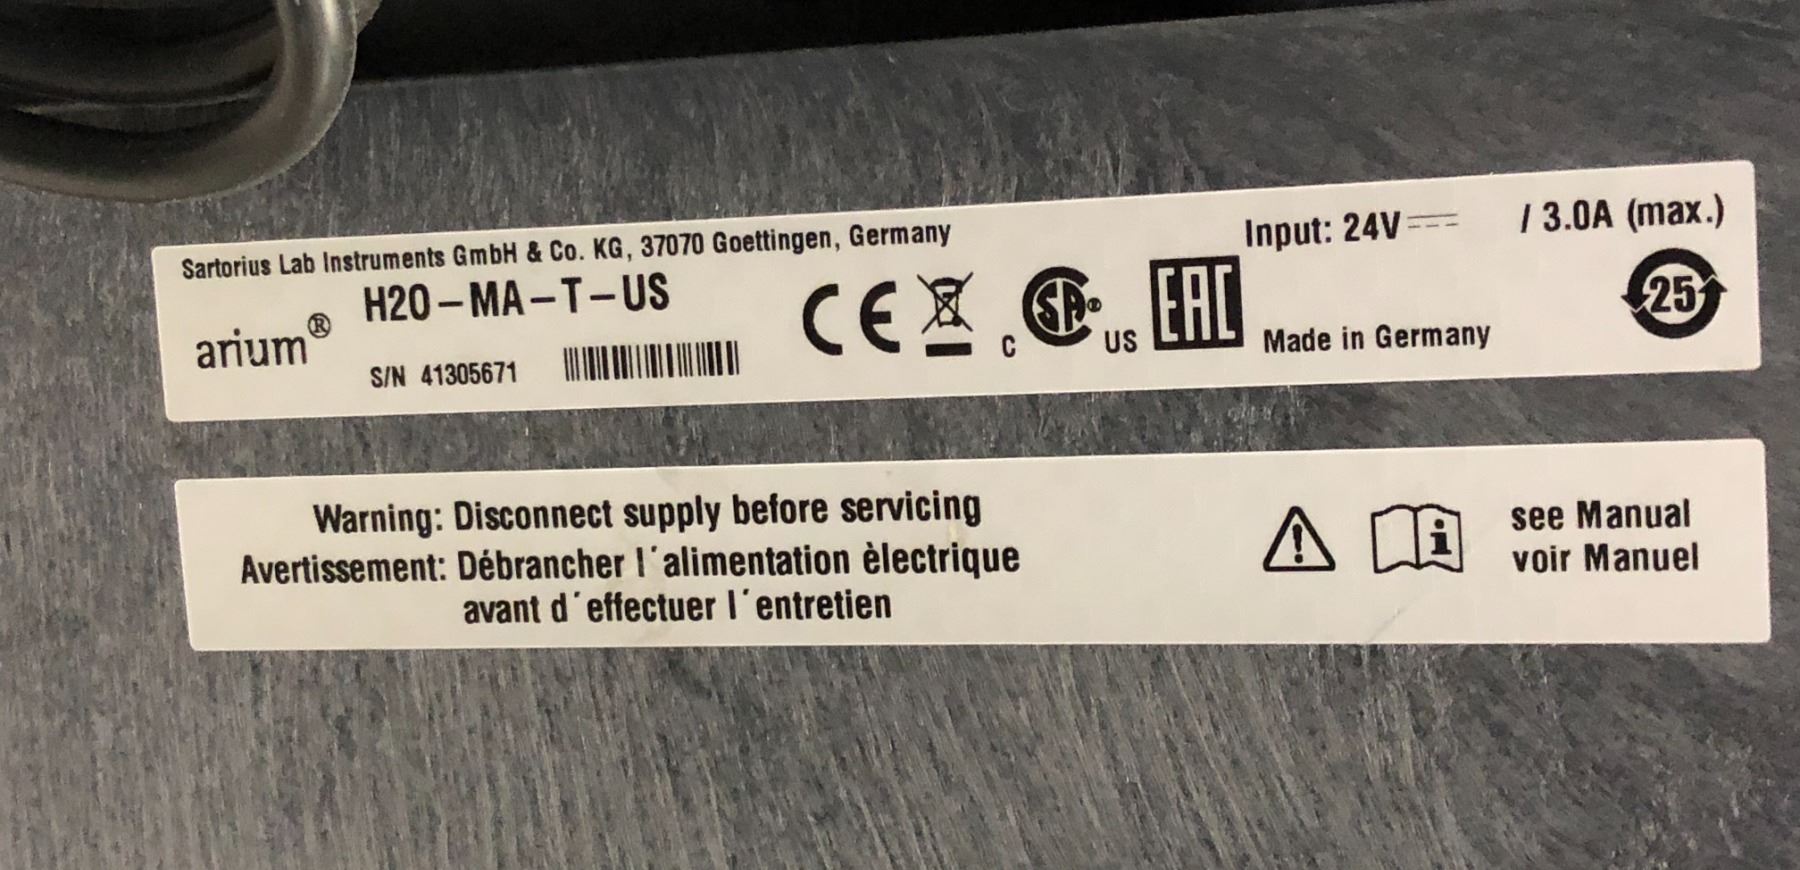 Sartorius Lab Instruments GmbH & Co. KG, 37070 Goettingen, Germany
Input: 24V / 3.0A (max.)
arium®
H20-MA-T-US
S/N 41305671
CE
c SA® US
EAC
Made in Germany
25
Warning: Disconnect supply before servicing
Avertissement: Débrancher l´alimentation èlectrique
avant d´effectuer l´entretien
i
see Manual
voir Manuel